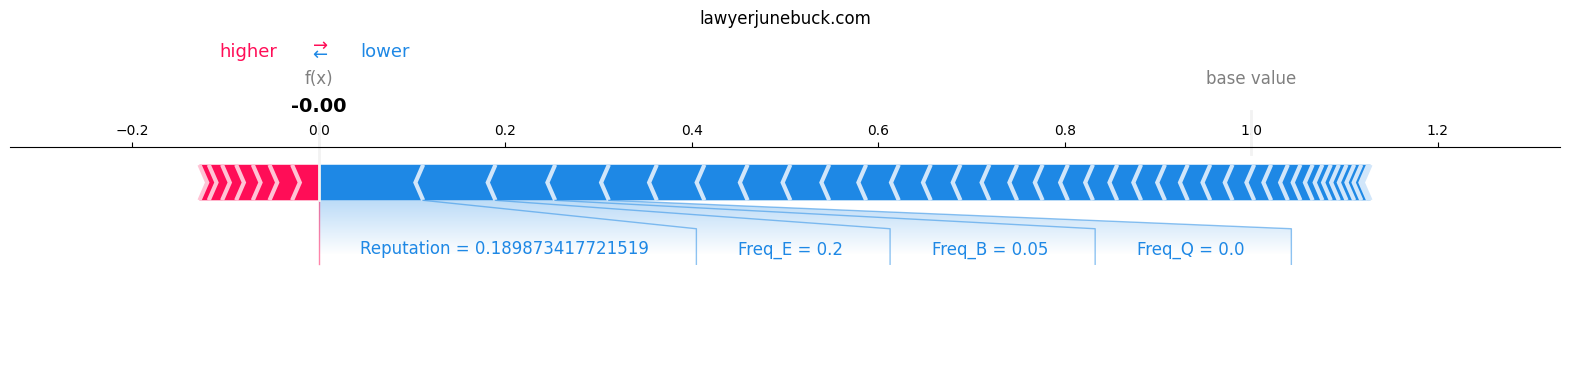 lawyerjunebuck.com
higher ⇄ lower
f(x) base value
-0.00
−0.2 0 0 0.2 0.4 0.6 0.8 1 0 1.2
Reputation = 0.189873417721519 Freq_E = 0.2 Freq_B = 0.05 Freq_Q = 0.0